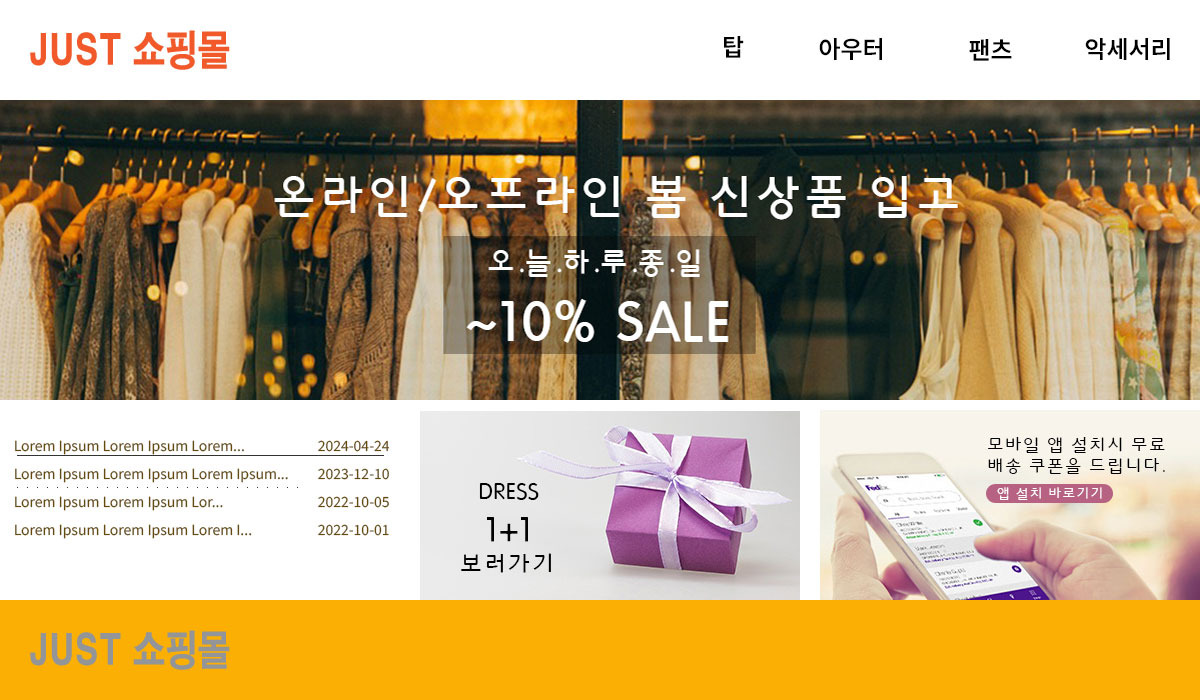 JUST 쇼핑몰
탑 아우터 팬츠 악세서리
온라인/오프라인 봄 신상품 입고
오.늘.하.루.종.일
~10% SALE
Lorem Ipsum Lorem Ipsum Lorem... 2024-04-24
Lorem Ipsum Lorem Ipsum Lorem Ipsum... 2023-12-10
Lorem Ipsum Lorem Ipsum Lor... 2022-10-05
Lorem Ipsum Lorem Ipsum Lorem I... 2022-10-01
DRESS
1+1
보러가기
모바일 앱 설치시 무료
배송 쿠폰을 드립니다.
앱 설치 바로기기
FedEx
JUST 쇼핑몰